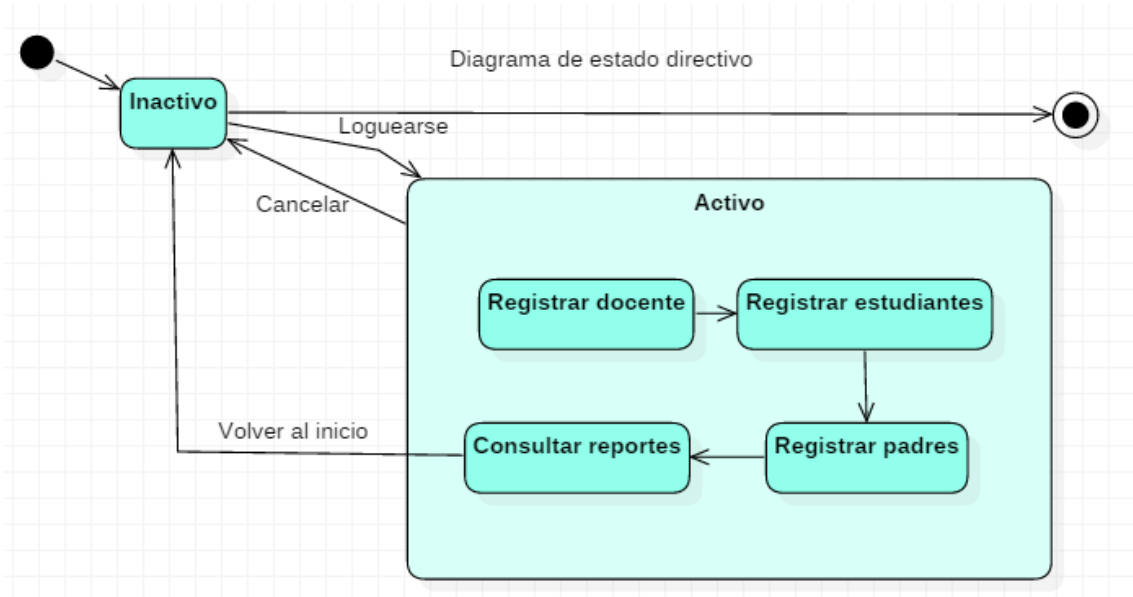 Diagrama de estado directivo
Inactivo
Loguearse
Cancelar
Activo
Registrar docente
Registrar estudiantes
Volver al inicio
Consultar reportes
Registrar padres